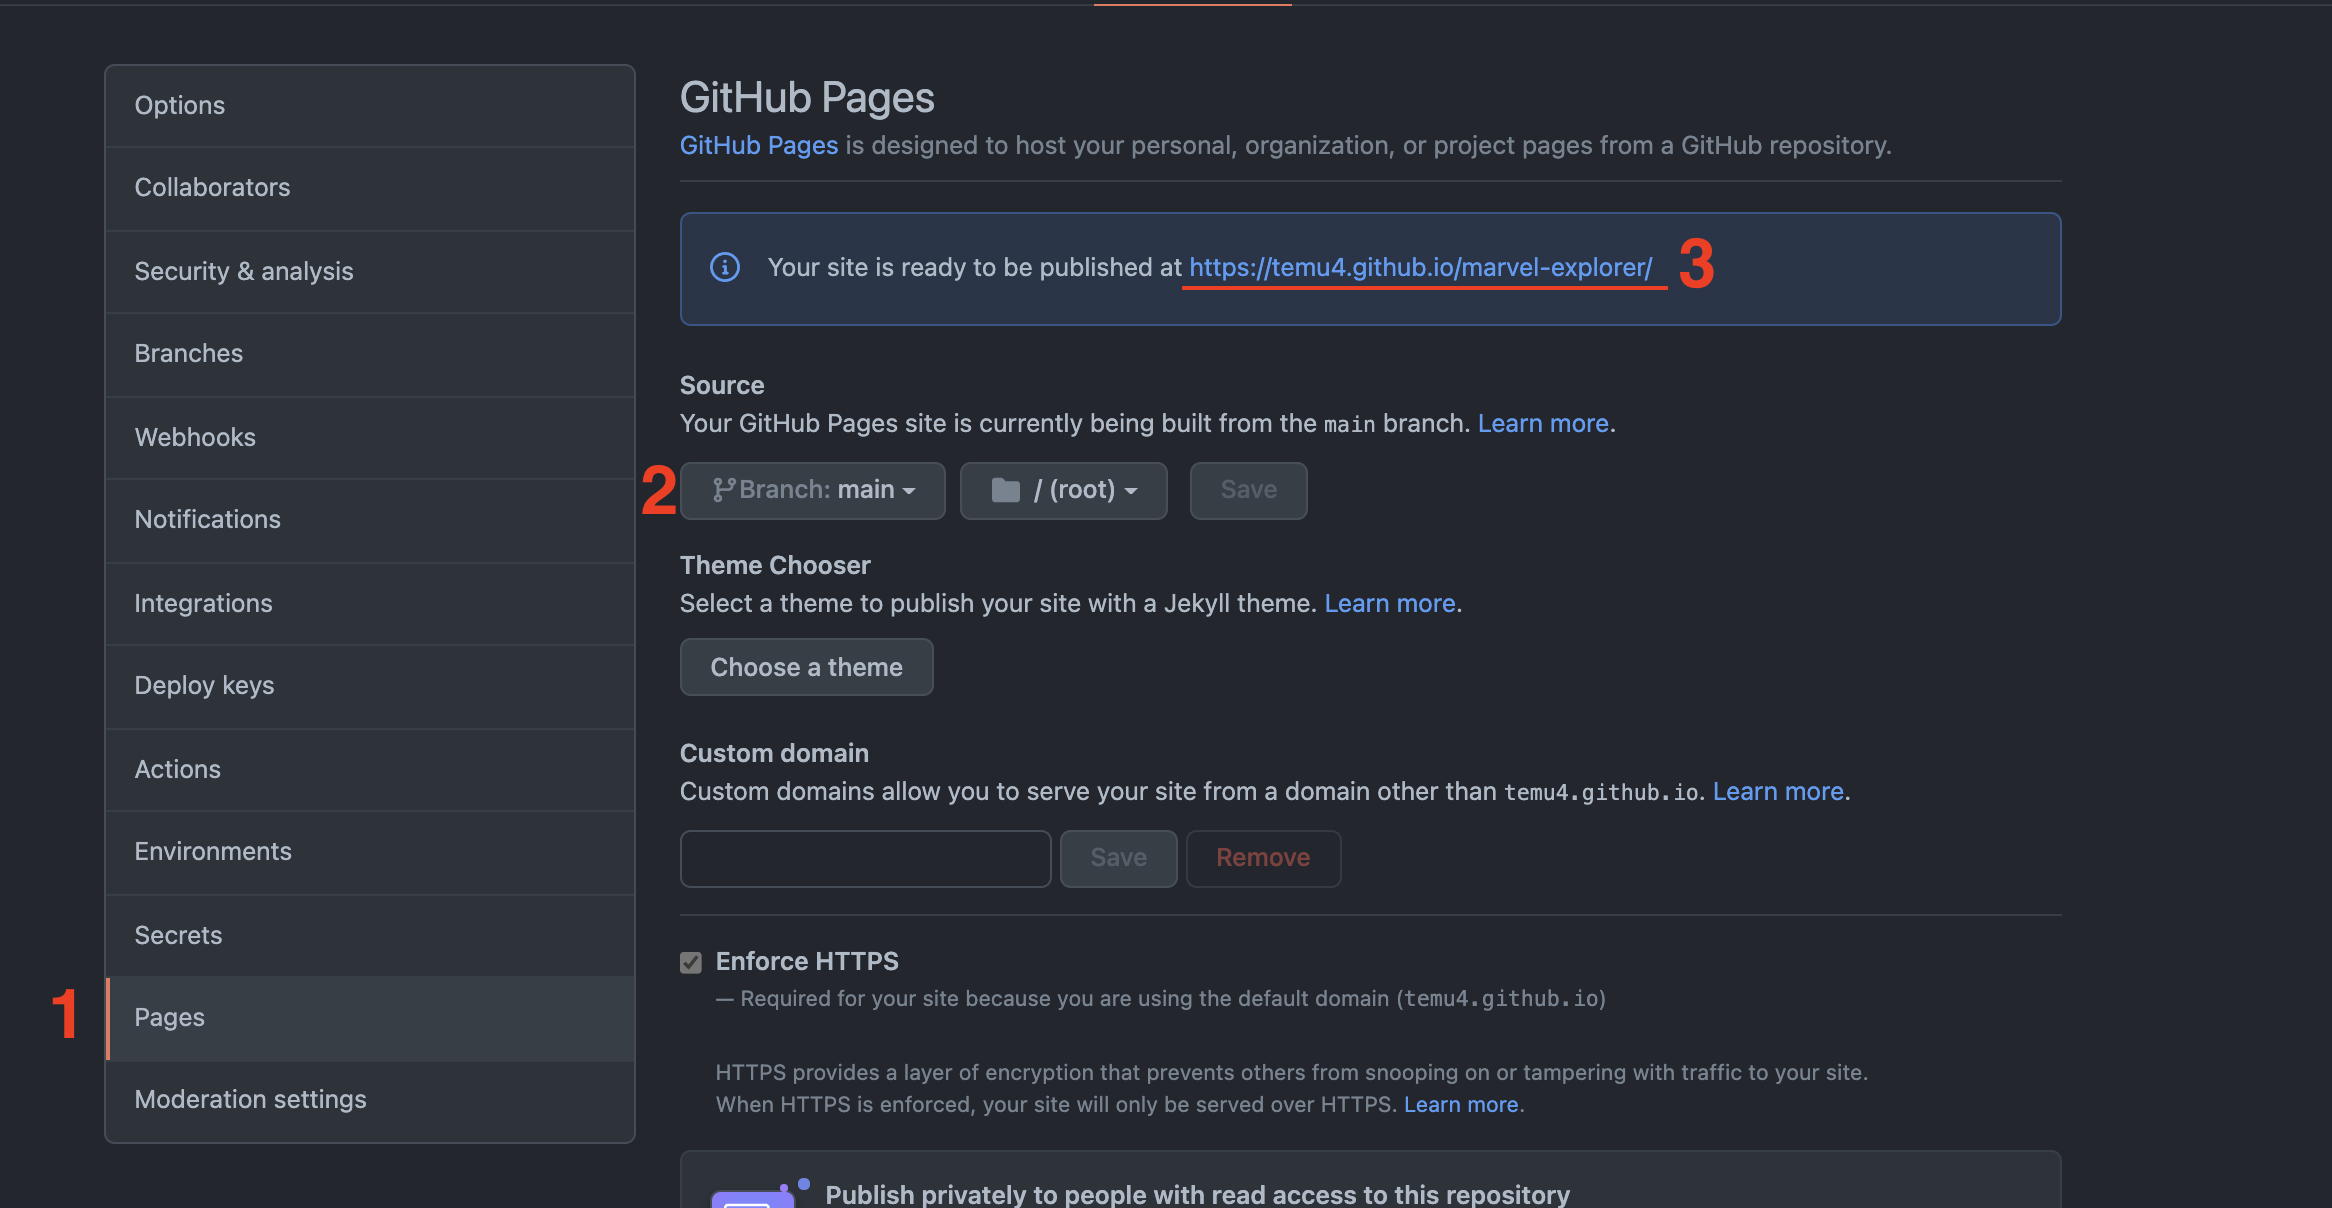 Options
Collaborators
Security & analysis
Branches
Webhooks
Notifications
Integrations
Deploy keys
Actions
Environments
Secrets
1 Pages
Moderation settings
GitHub Pages
GitHub Pages is designed to host your personal, organization, or project pages from a GitHub repository.
Your site is ready to be published at https://temu4.github.io/marvel-explorer/ 3
Source
Your GitHub Pages site is currently being built from the main branch. Learn more.
2 Branch: main / (root) Save
Theme Chooser
Select a theme to publish your site with a Jekyll theme. Learn more.
Choose a theme
Custom domain
Custom domains allow you to serve your site from a domain other than temu4.github.io. Learn more.
Save Remove
Enforce HTTPS
— Required for your site because you are using the default domain (temu4.github.io)
HTTPS provides a layer of encryption that prevents others from snooping on or tampering with traffic to your site.
When HTTPS is enforced, your site will only be served over HTTPS. Learn more.
Publish privately to people with read access to this repository